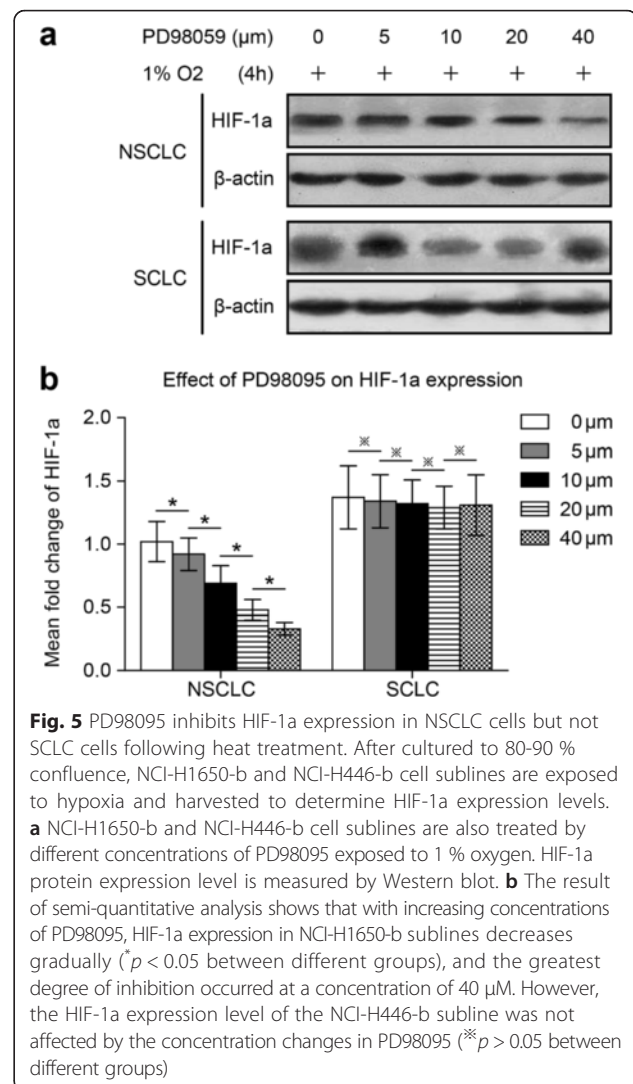 a
PD98059 (μm) 0 5 10 20 40
1% O2 (4h) + + + + +
NSCLC
HIF-1a
β-actin
SCLC
HIF-1a
β-actin
b
Effect of PD98095 on HIF-1a expression
Mean fold change of HIF-1a
2.0
1.5
1.0
0.5
0.0
* * * *
※ ※ ※ ※
NSCLC SCLC
0 μm
5 μm
10 μm
20 μm
40 μm
Fig. 5 PD98095 inhibits HIF-1a expression in NSCLC cells but not
SCLC cells following heat treatment. After cultured to 80-90 %
confluence, NCI-H1650-b and NCI-H446-b cell sublines are exposed
to hypoxia and harvested to determine HIF-1a expression levels.
a NCI-H1650-b and NCI-H446-b cell sublines are also treated by
different concentrations of PD98095 exposed to 1 % oxygen. HIF-1a
protein expression level is measured by Western blot. b The result
of semi-quantitative analysis shows that with increasing concentrations
of PD98095, HIF-1a expression in NCI-H1650-b sublines decreases
gradually (*p < 0.05 between different groups), and the greatest
degree of inhibition occurred at a concentration of 40 μM. However,
the HIF-1a expression level of the NCI-H446-b subline was not
affected by the concentration changes in PD98095 (※p > 0.05 between
different groups)